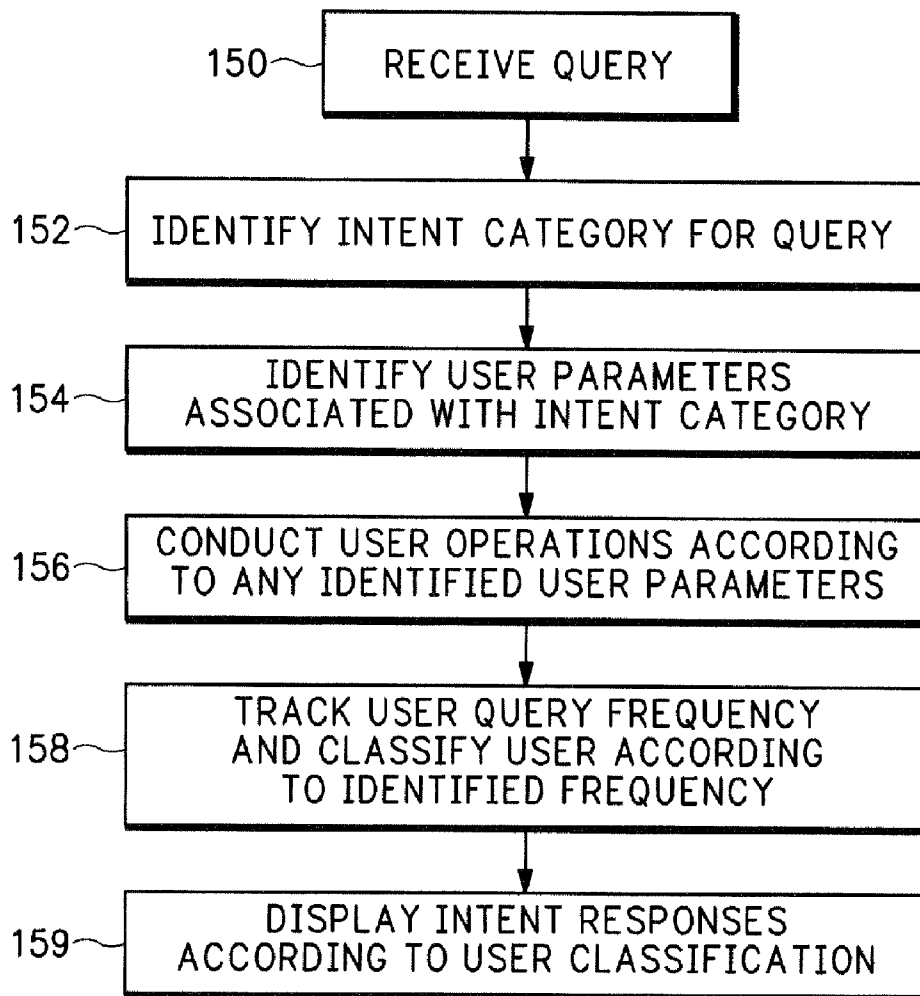 150
RECEIVE QUERY
152
IDENTIFY INTENT CATEGORY FOR QUERY
154
IDENTIFY USER PARAMETERS
ASSOCIATED WITH INTENT CATEGORY
156
CONDUCT USER OPERATIONS ACCORDING
TO ANY IDENTIFIED USER PARAMETERS
158
TRACK USER QUERY FREQUENCY
AND CLASSIFY USER ACCORDING
TO IDENTIFIED FREQUENCY
159
DISPLAY INTENT RESPONSES
ACCORDING TO USER CLASSIFICATION